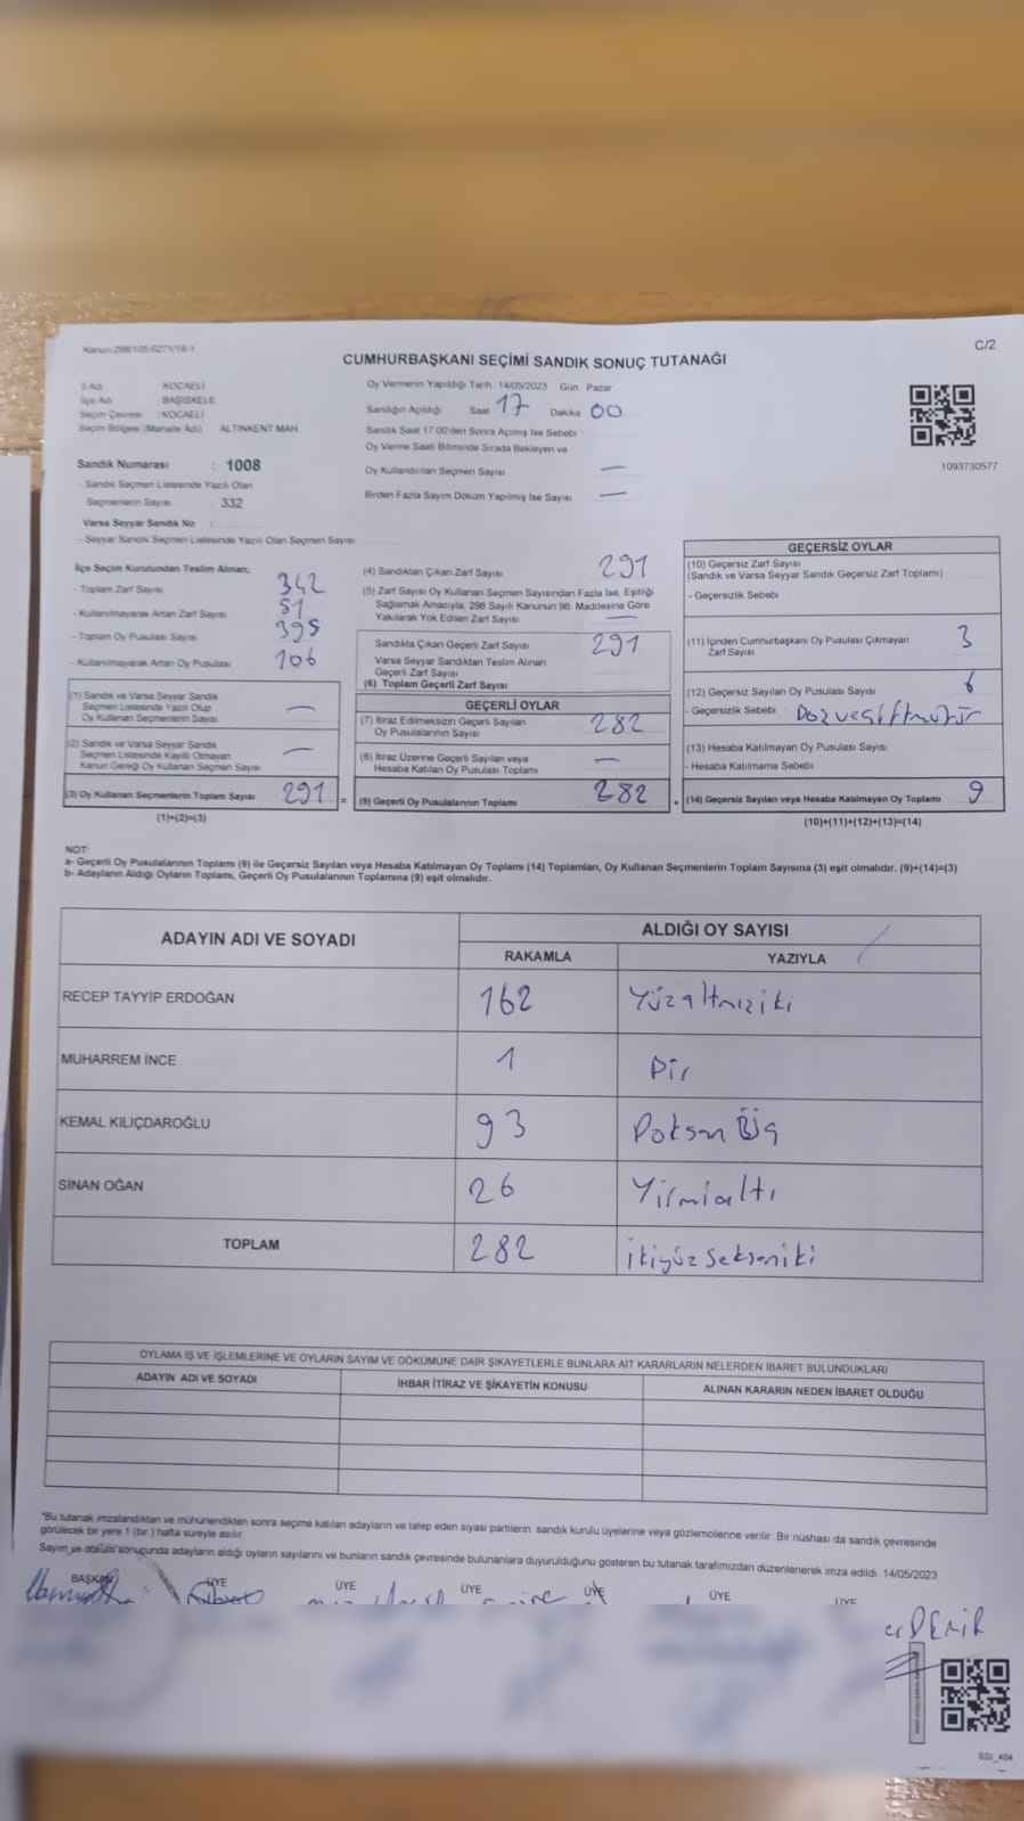 C/2
CUMHURBAŞKANI SEÇİMİ SANDIK SONUÇ TUTANAĞI
1093730577
İl Adı : KOCAELİ
İlçe Adı : BAŞİSKELE
Seçim Çevresi : KOCAELİ
Seçim Bölgesi (Mahalle Adı) ALTINKENT MAH.
Sandık Numarası : 1008
Sandık Seçmen Listesinde Yazılı Olan
Seçmenlerin Sayısı 332
Varsa Seyyar Sandık No :
Seyyar Sandık Seçmen Listesinde Yazılı Olan Seçmen Sayısı
Oy Vermenin Yapıldığı Tarih: 14/05/2023 Gün Pazar
Sandığın Açıldığı Saat 17 Dakika 00
Sandık Saat 17.00'den Sonra Açılmış İse Sebebi
Oy Verme Saati Bitiminde Sırada Bekleyen ve
Oy Kullandırılan Seçmen Sayısı —
Birden Fazla Sayım Döküm Yapılmış İse Sayısı —
İlçe Seçim Kurulundan Teslim Alınan;
- Toplam Zarf Sayısı 342
- Kullanılmayarak Artan Zarf Sayısı 51
- Toplam Oy Pusulası Sayısı 395
- Kullanılmayarak Artan Oy Pusulası 106
(1) Sandık ve Varsa Seyyar Sandık
Seçmen Listesinde Yazılı Olup
Oy Kullanan Seçmenlerin Sayısı —
(2) Sandık ve Varsa Seyyar Sandık
Seçmen Listesinde Kayıtlı Olmayan
Kanun Gereği Oy Kullanan Seçmen Sayısı —
(3) Oy Kullanan Seçmenlerin Toplam Sayısı 291 =
(1)+(2)=(3)
(4) Sandıktan Çıkan Zarf Sayısı 291
(5) Zarf Sayısı Oy Kullanan Seçmen Sayısından Fazla İse, Eşitliği
Sağlamak Amacıyla, 298 Sayılı Kanunun 98. Maddesine Göre
Yakılarak Yok Edilen Zarf Sayısı —
Sandıkta Çıkan Geçerli Zarf Sayısı 291
Varsa Seyyar Sandıktan Teslim Alınan
Geçerli Zarf Sayısı
(6) Toplam Geçerli Zarf Sayısı
GEÇERLİ OYLAR
(7) İtiraz Edilmeksizin Geçerli Sayılan
Oy Pusulalarının Sayısı 282
(8) İtiraz Üzerine Geçerli Sayılan veya
Hesaba Katılan Oy Pusulası Toplamı —
(9) Geçerli Oy Pusulalarının Toplamı 282
GEÇERSİZ OYLAR
(10) Geçersiz Zarf Sayısı
(Sandık ve Varsa Seyyar Sandık Geçersiz Zarf Toplamı)
- Geçersizlik Sebebi
(11) İçinden Cumhurbaşkanı Oy Pusulası Çıkmayan
Zarf Sayısı 3
(12) Geçersiz Sayılan Oy Pusulası Sayısı 6
- Geçersizlik Sebebi
(13) Hesaba Katılmayan Oy Pusulası Sayısı
- Hesaba Katılmama Sebebi
(14) Geçersiz Sayılan veya Hesaba Katılmayan Oy Toplamı 9
(10)+(11)+(12)+(13)=(14)
NOT:
a- Geçerli Oy Pusulalarının Toplamı (9) ile Geçersiz Sayılan veya Hesaba Katılmayan Oy Toplamı (14) Toplamları, Oy Kullanan Seçmenlerin Toplam Sayısına (3) eşit olmalıdır. (9)+(14)=(3)
b- Adayların Aldığı Oyların Toplamı, Geçerli Oy Pusulalarının Toplamına (9) eşit olmalıdır.
ADAYIN ADI VE SOYADI ALDIĞI OY SAYISI
RAKAMLA YAZIYLA
RECEP TAYYİP ERDOĞAN 162 Yüzaltmışiki
MUHARREM İNCE 1 Bir
KEMAL KILIÇDAROĞLU 93 Doksan Üç
SİNAN OĞAN 26 Yirmialtı
TOPLAM 282 İkiyüz Sekseniki
OYLAMA İŞ VE İŞLEMLERİNE VE OYLARIN SAYIM VE DÖKÜMÜNE DAİR ŞİKAYETLERLE BUNLARA AİT KARARLARIN NELERDEN İBARET BULUNDUKLARI
ADAYIN ADI VE SOYADI İHBAR İTİRAZ VE ŞİKAYETİN KONUSU ALINAN KARARIN NEDEN İBARET OLDUĞU
"Bu tutanak imzalandıktan ve mühürlendikten sonra seçime katılan adayların ve talep eden siyasi partilerin sandık kurulu üyelerine veya gözlemcilerine verilir. Bir nüshası da sandık çevresinde
görülecek bir yere 1 (bir) hafta süreyle asılır.
Sayım ve döküm sonucunda adayların aldığı oyların sayılarını ve bunların sandık çevresinde bulunanlara duyurulduğunu gösteren bu tutanak tarafımızdan düzenlenerek imza edildi. 14/05/2023
BAŞKAN ÜYE ÜYE ÜYE ÜYE ÜYE ÜYE